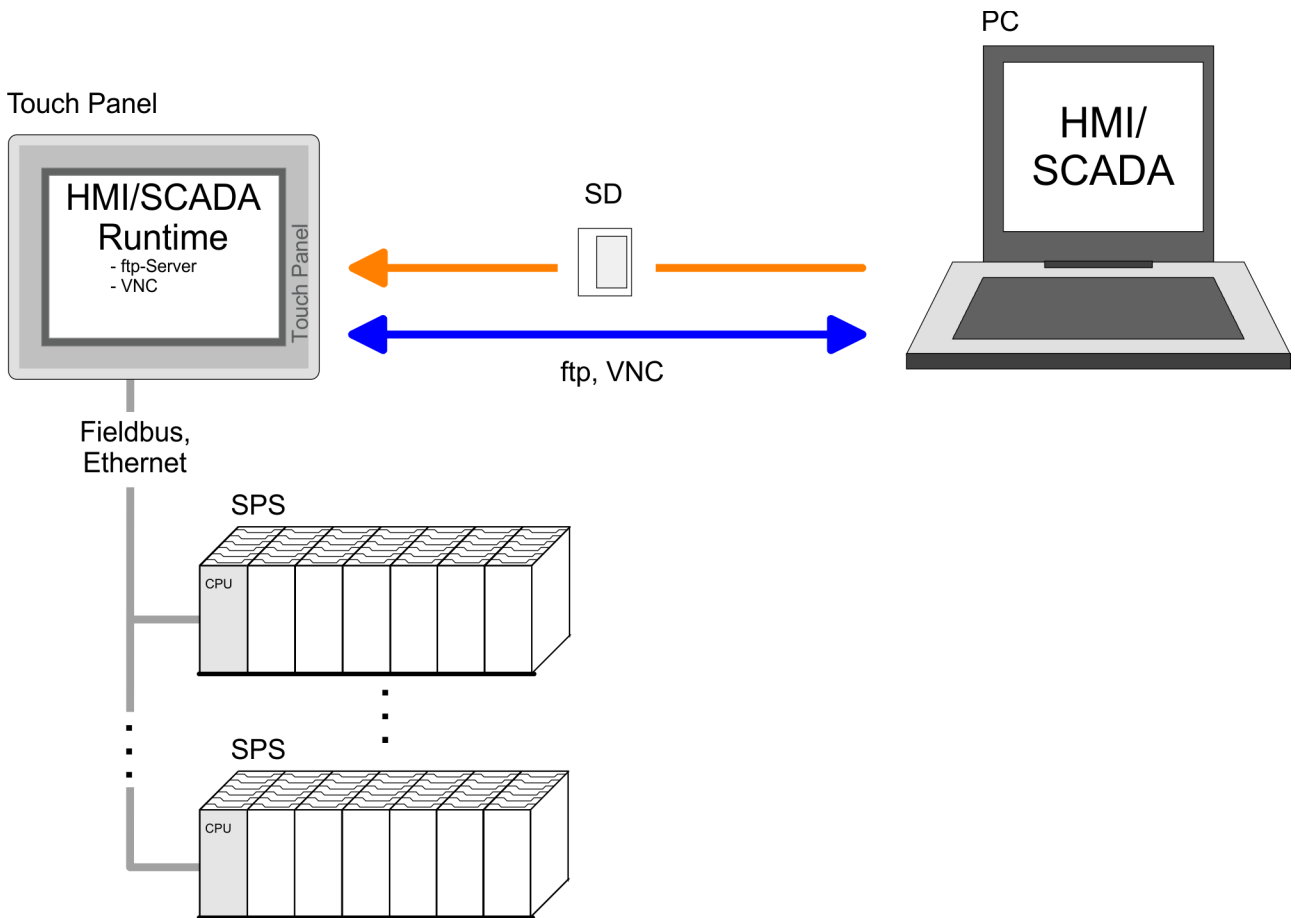 PC
Touch Panel
HMI/SCADA
Runtime
- ftp-Server
- VNC
Touch Panel
SD
HMI/
SCADA
ftp, VNC
Fieldbus,
Ethernet
SPS
CPU
SPS
CPU